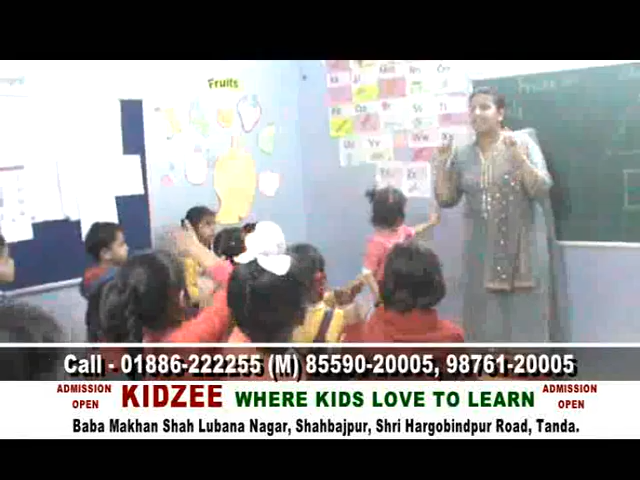 Fruits
Call - 01886-222255 (M) 85590-20005, 98761-20005
ADMISSION OPEN
KIDZEE WHERE KIDS LOVE TO LEARN
ADMISSION OPEN
Baba Makhan Shah Lubana Nagar, Shahbajpur, Shri Hargobindpur Road, Tanda.